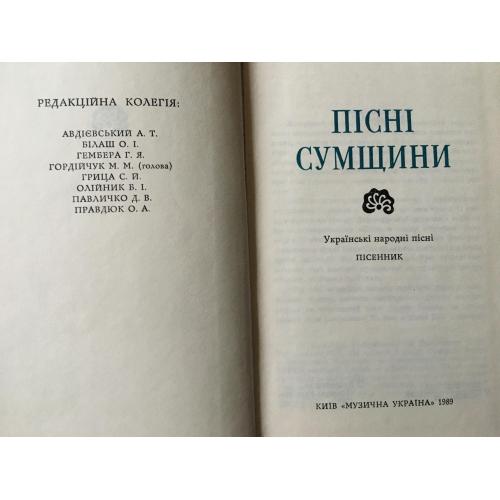 РЕДАКЦІЙНА КОЛЕГІЯ:
АВДІЄВСЬКИЙ А. Т.
БІЛАШ О. І.
ГЕМБЕРА Г. Я.
ГОРДІЙЧУК М. М. (голова)
ГРИЦА С. Й.
ОЛІЙНИК Б. І.
ПАВЛИЧКО Д. В.
ПРАВДЮК О. А.
ПІСНІ
СУМЩИНИ
Українські народні пісні
ПІСЕННИК
КИЇВ «МУЗИЧНА УКРАЇНА» 1989